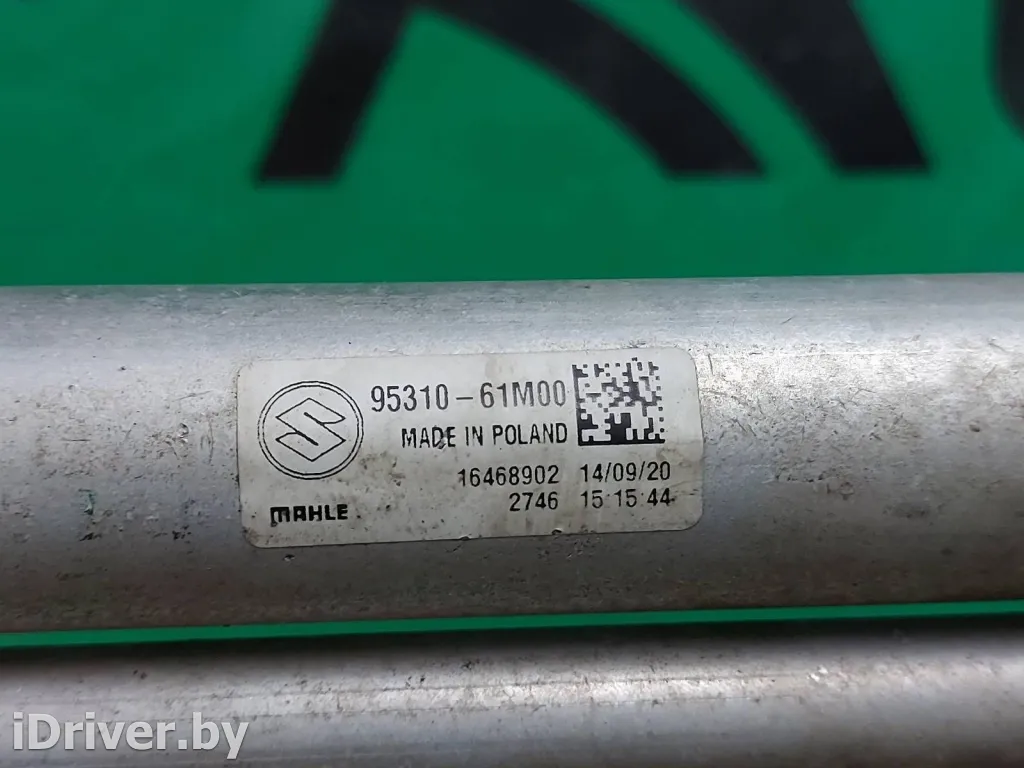 95310-61M00
MADE IN POLAND
16468902 14/09/20
2746 15:15:44
MAHLE
iDriver.by